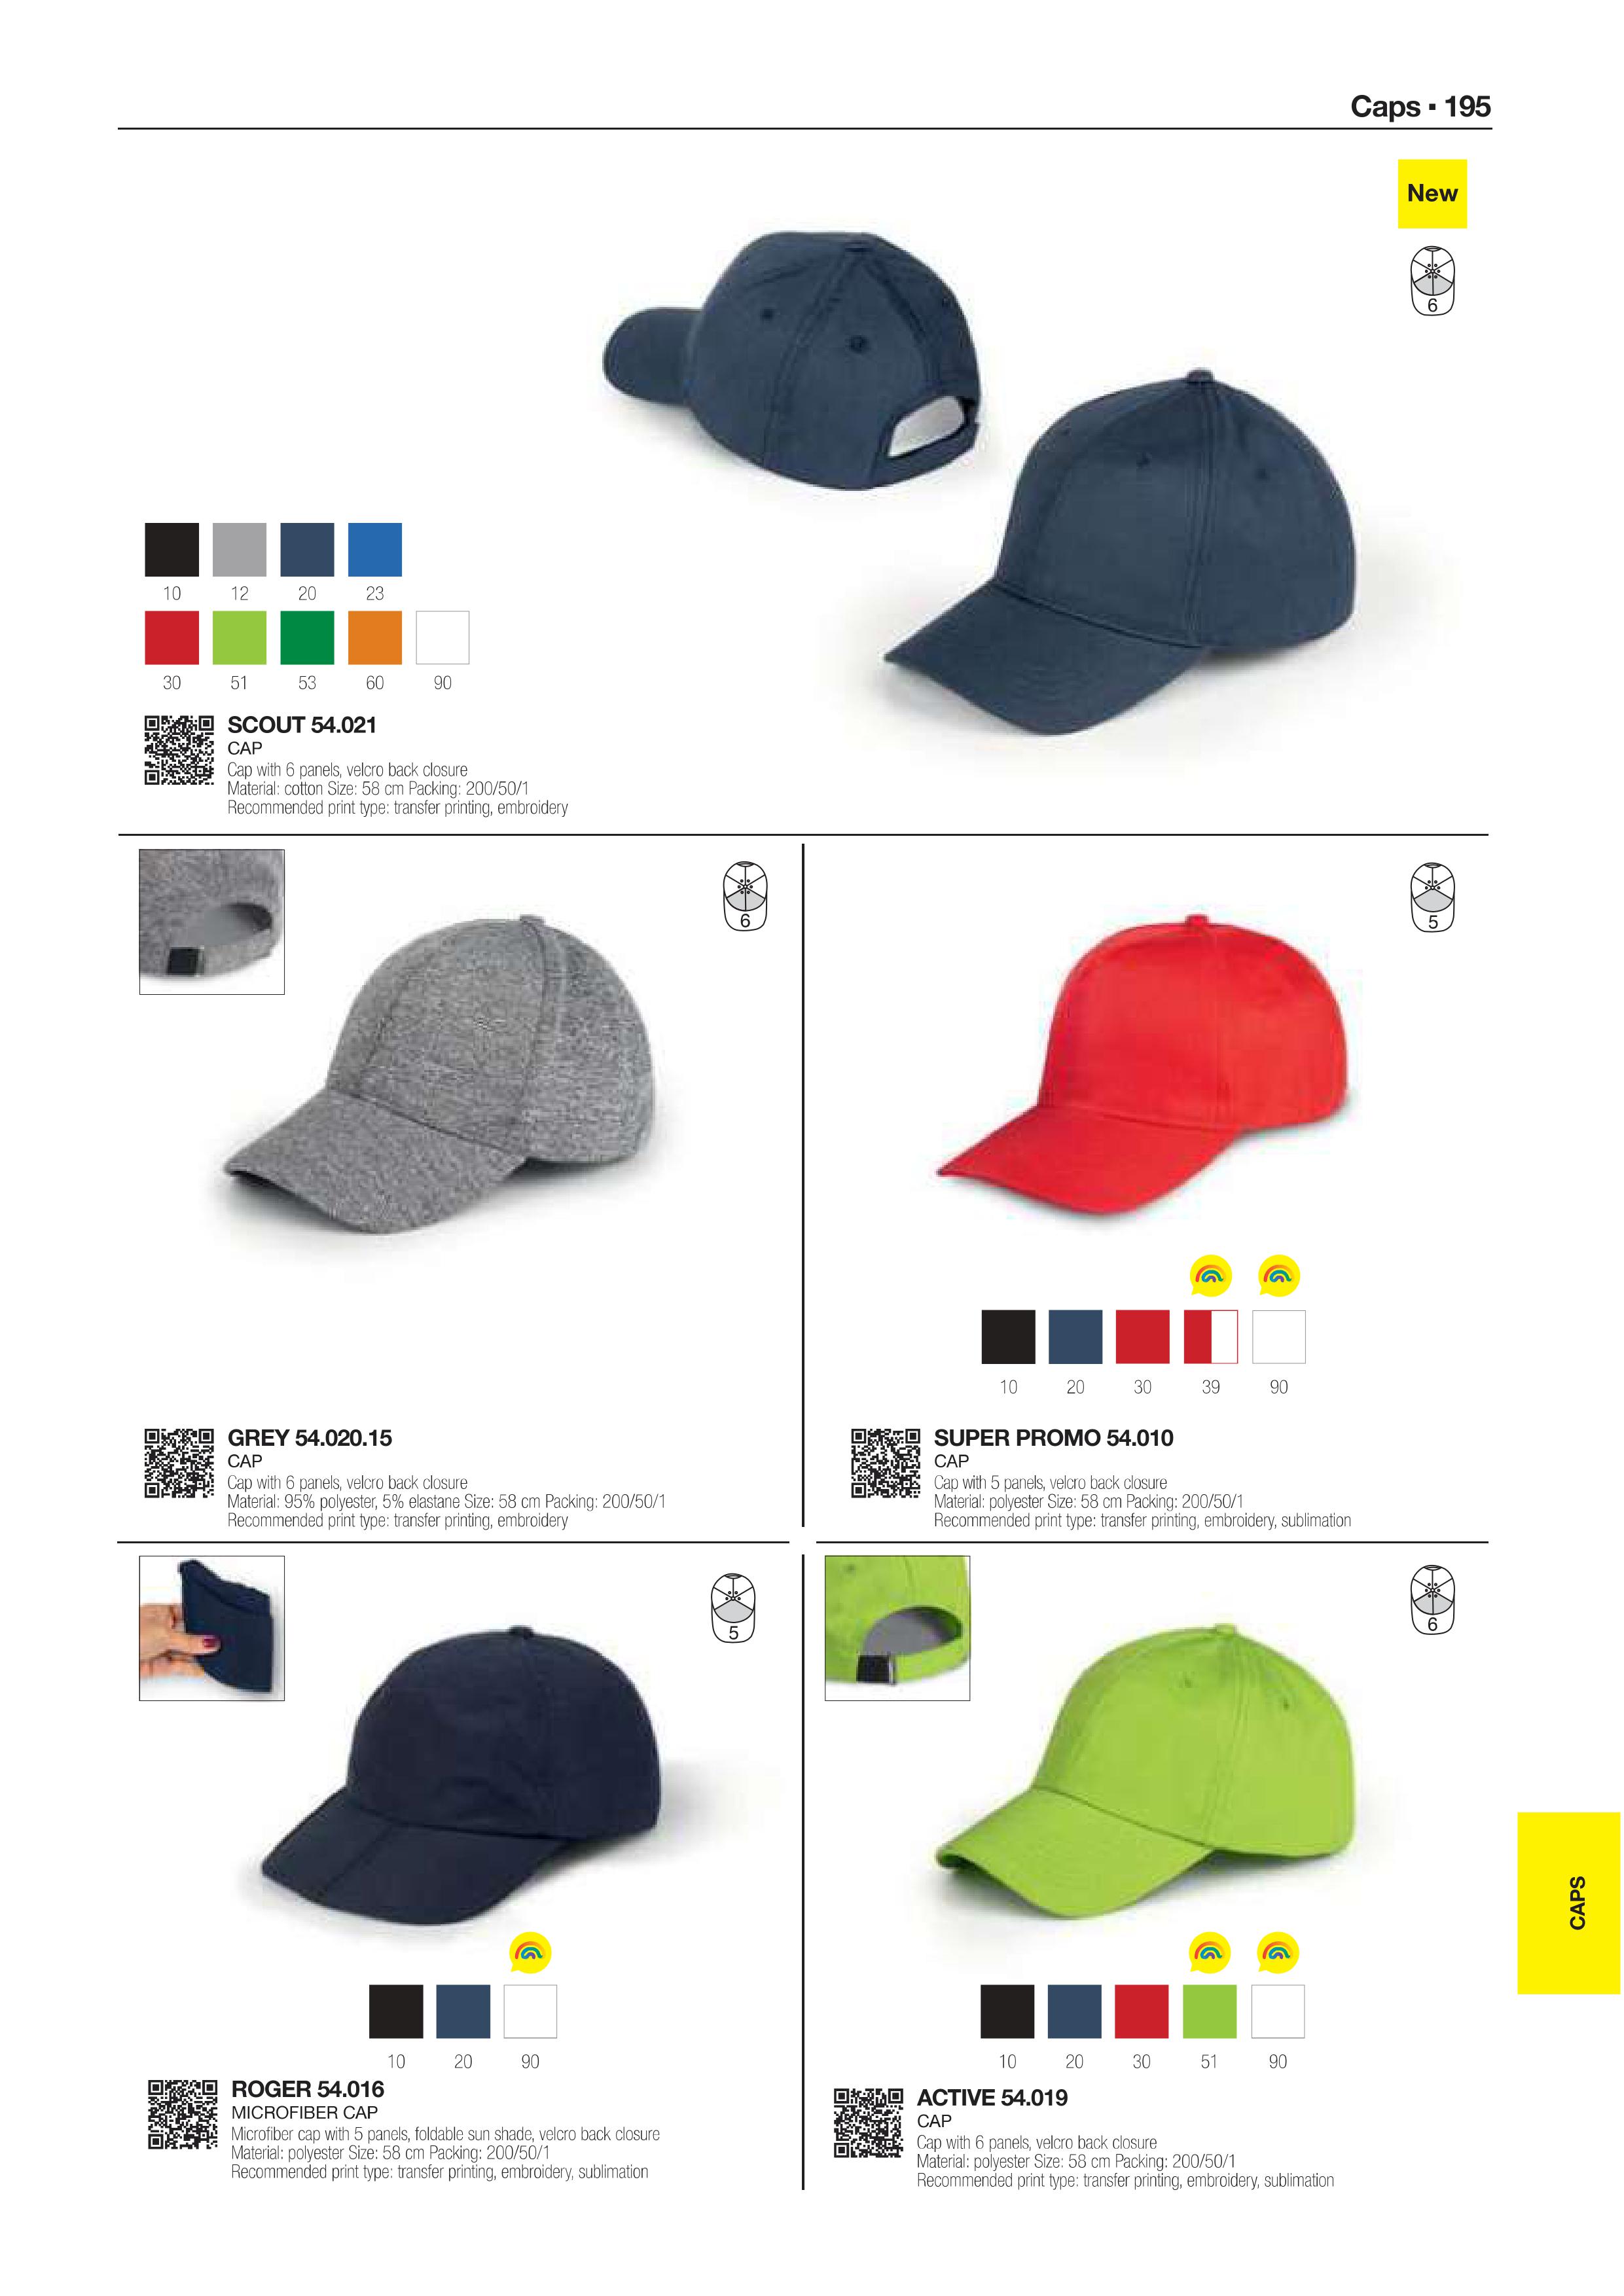 Caps ▪ 195
New
6
10 12 20 23
30 51 53 60 90
SCOUT 54.021
CAP
Cap with 6 panels, velcro back closure
Material: cotton Size: 58 cm Packing: 200/50/1
Recommended print type: transfer printing, embroidery
6
GREY 54.020.15
CAP
Cap with 6 panels, velcro back closure
Material: 95% polyester, 5% elastane Size: 58 cm Packing: 200/50/1
Recommended print type: transfer printing, embroidery
5
10 20 30 39 90
SUPER PROMO 54.010
CAP
Cap with 5 panels, velcro back closure
Material: polyester Size: 58 cm Packing: 200/50/1
Recommended print type: transfer printing, embroidery, sublimation
5
10 20 90
ROGER 54.016
MICROFIBER CAP
Microfiber cap with 5 panels, foldable sun shade, velcro back closure
Material: polyester Size: 58 cm Packing: 200/50/1
Recommended print type: transfer printing, embroidery, sublimation
6
10 20 30 51 90
ACTIVE 54.019
CAP
Cap with 6 panels, velcro back closure
Material: polyester Size: 58 cm Packing: 200/50/1
Recommended print type: transfer printing, embroidery, sublimation
CAPS